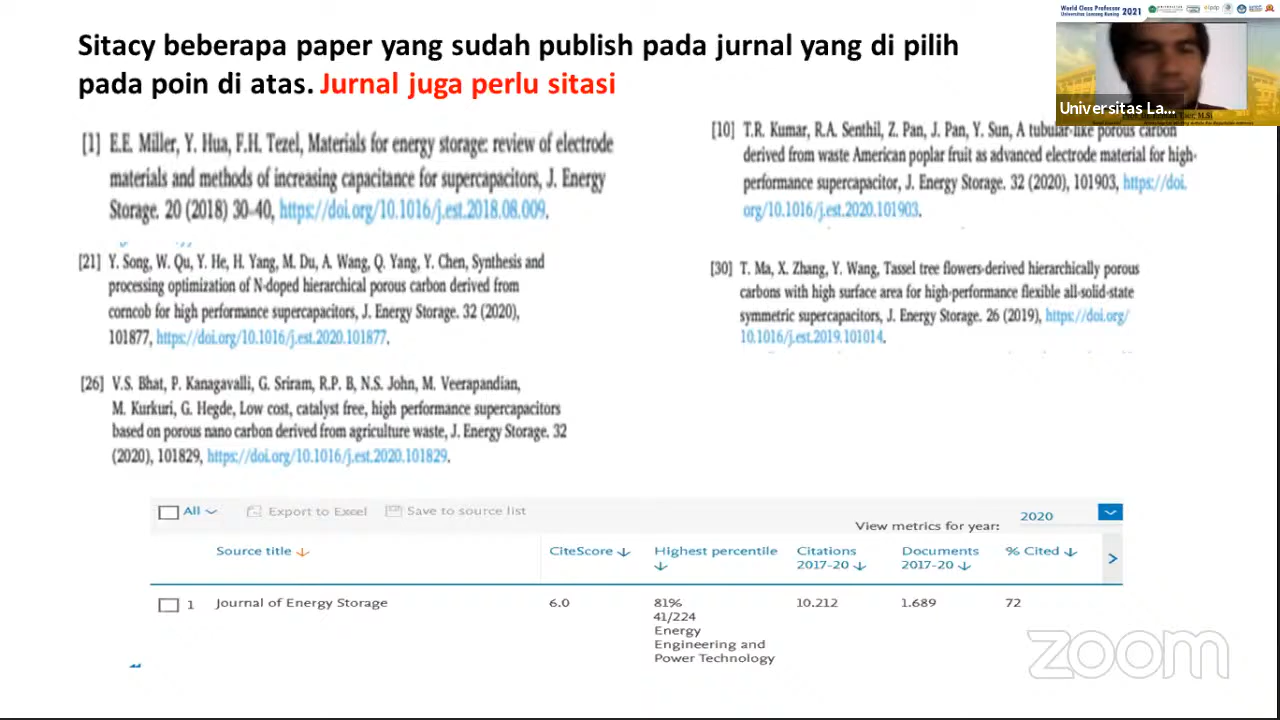 Sitacy beberapa paper yang sudah publish pada jurnal yang di pilih
pada poin di atas. Jurnal juga perlu sitasi
World Class Professor
Universitas Lancang Kuning 2021
Universitas La...
[1] E.E. Miller, Y. Hua, F.H. Tezel, Materials for energy storage: review of electrode
materials and methods of increasing capacitance for supercapacitors, J. Energy
Storage. 20 (2018) 30–40, https://doi.org/10.1016/j.est.2018.08.009.
[21] Y. Song, W. Qu, Y. He, H. Yang, M. Du, A. Wang, Q. Yang, Y. Chen, Synthesis and
processing optimization of N-doped hierarchical porous carbon derived from
corncob for high performance supercapacitors, J. Energy Storage. 32 (2020),
101877, https://doi.org/10.1016/j.est.2020.101877.
[26] V.S. Bhat, P. Kanagavalli, G. Sriram, R.P. B, N.S. John, M. Veerapandian,
M. Kurkuri, G. Hegde, Low cost, catalyst free, high performance supercapacitors
based on porous nano carbon derived from agriculture waste, J. Energy Storage. 32
(2020), 101829, https://doi.org/10.1016/j.est.2020.101829.
[10] T.R. Kumar, R.A. Senthil, Z. Pan, J. Pan, Y. Sun, A tubular-like porous carbon
derived from waste American poplar fruit as advanced electrode material for high-
performance supercapacitor, J. Energy Storage. 32 (2020), 101903, https://doi.
org/10.1016/j.est.2020.101903.
[30] T. Ma, X. Zhang, Y. Wang, Tassel tree flowers-derived hierarchically porous
carbons with high surface area for high-performance flexible all-solid-state
symmetric supercapacitors, J. Energy Storage. 26 (2019), https://doi.org/
10.1016/j.est.2019.101014.
All Export to Excel Save to source list
View metrics for year: 2020
Source title CiteScore Highest percentile Citations Documents % Cited
2017-20 2017-20
1 Journal of Energy Storage 6.0 81% 10.212 1.689 72
41/224
Energy
Engineering and
Power Technology
zoom